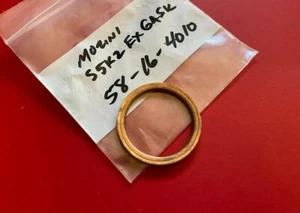 MORINI
S5K2 EX GASK
58-16-4010